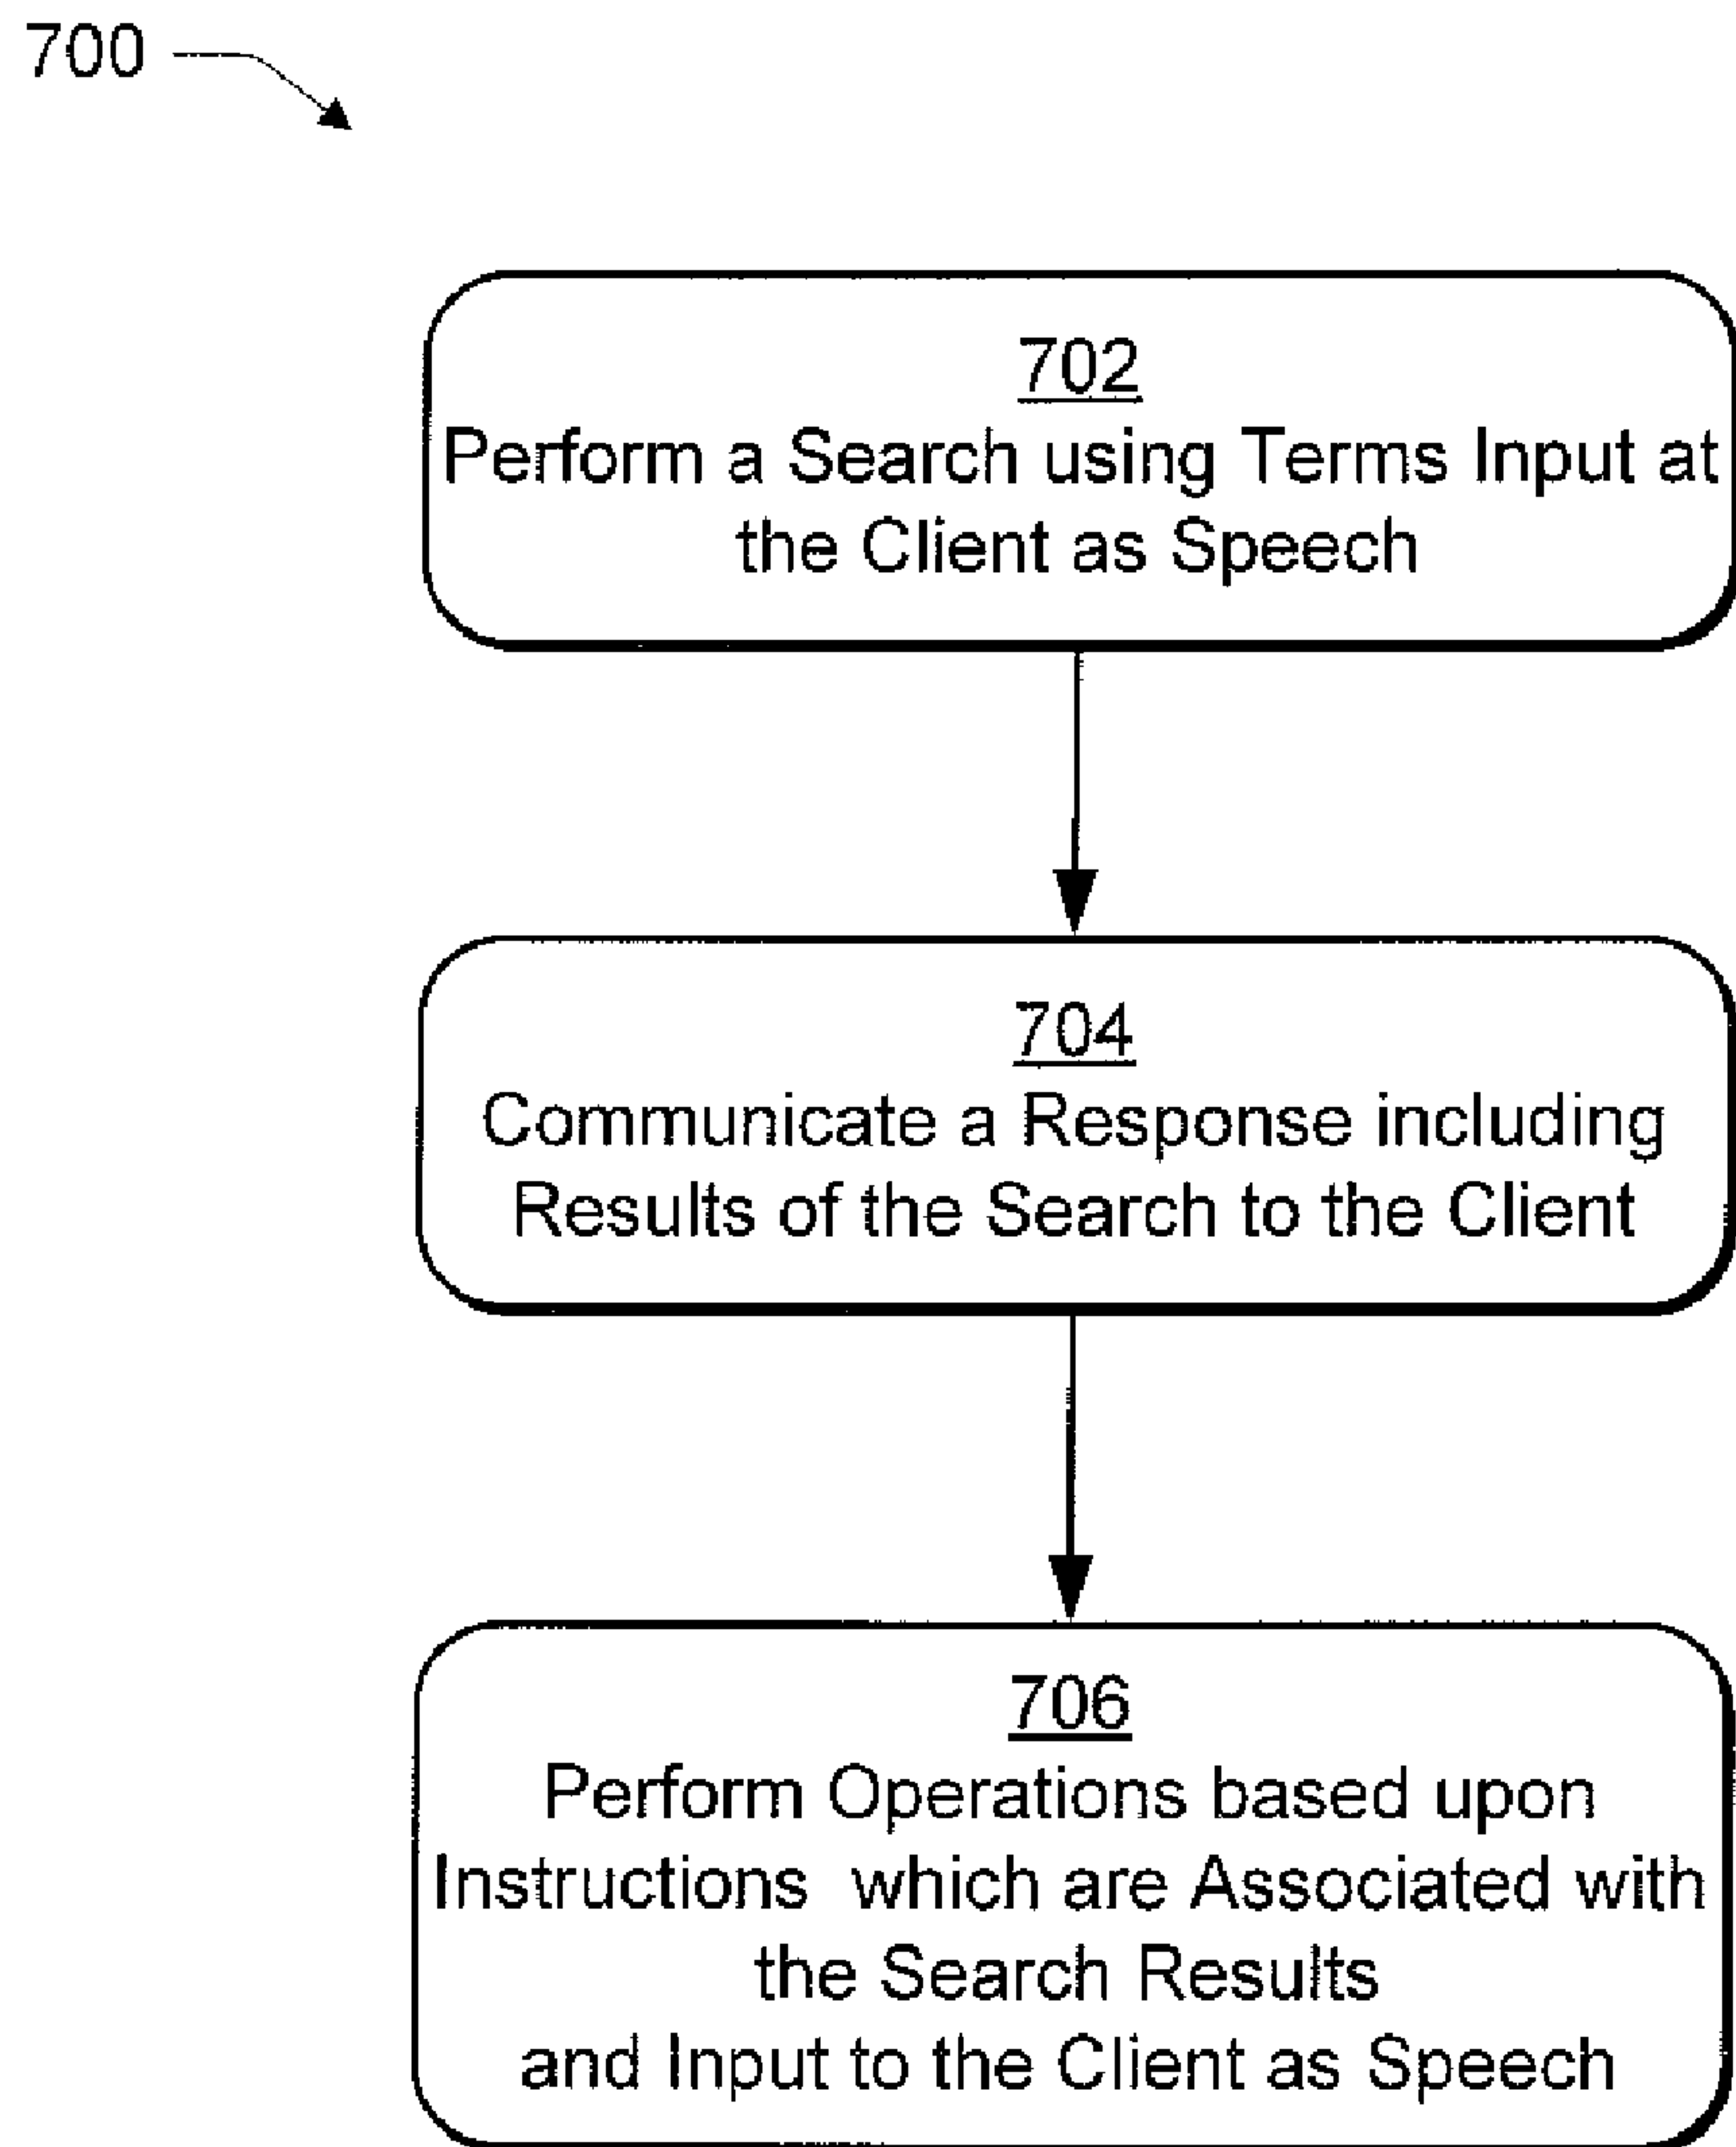 700
702
Perform a Search using Terms Input at
the Client as Speech
704
Communicate a Response including
Results of the Search to the Client
706
Perform Operations based upon
Instructions which are Associated with
the Search Results
and Input to the Client as Speech